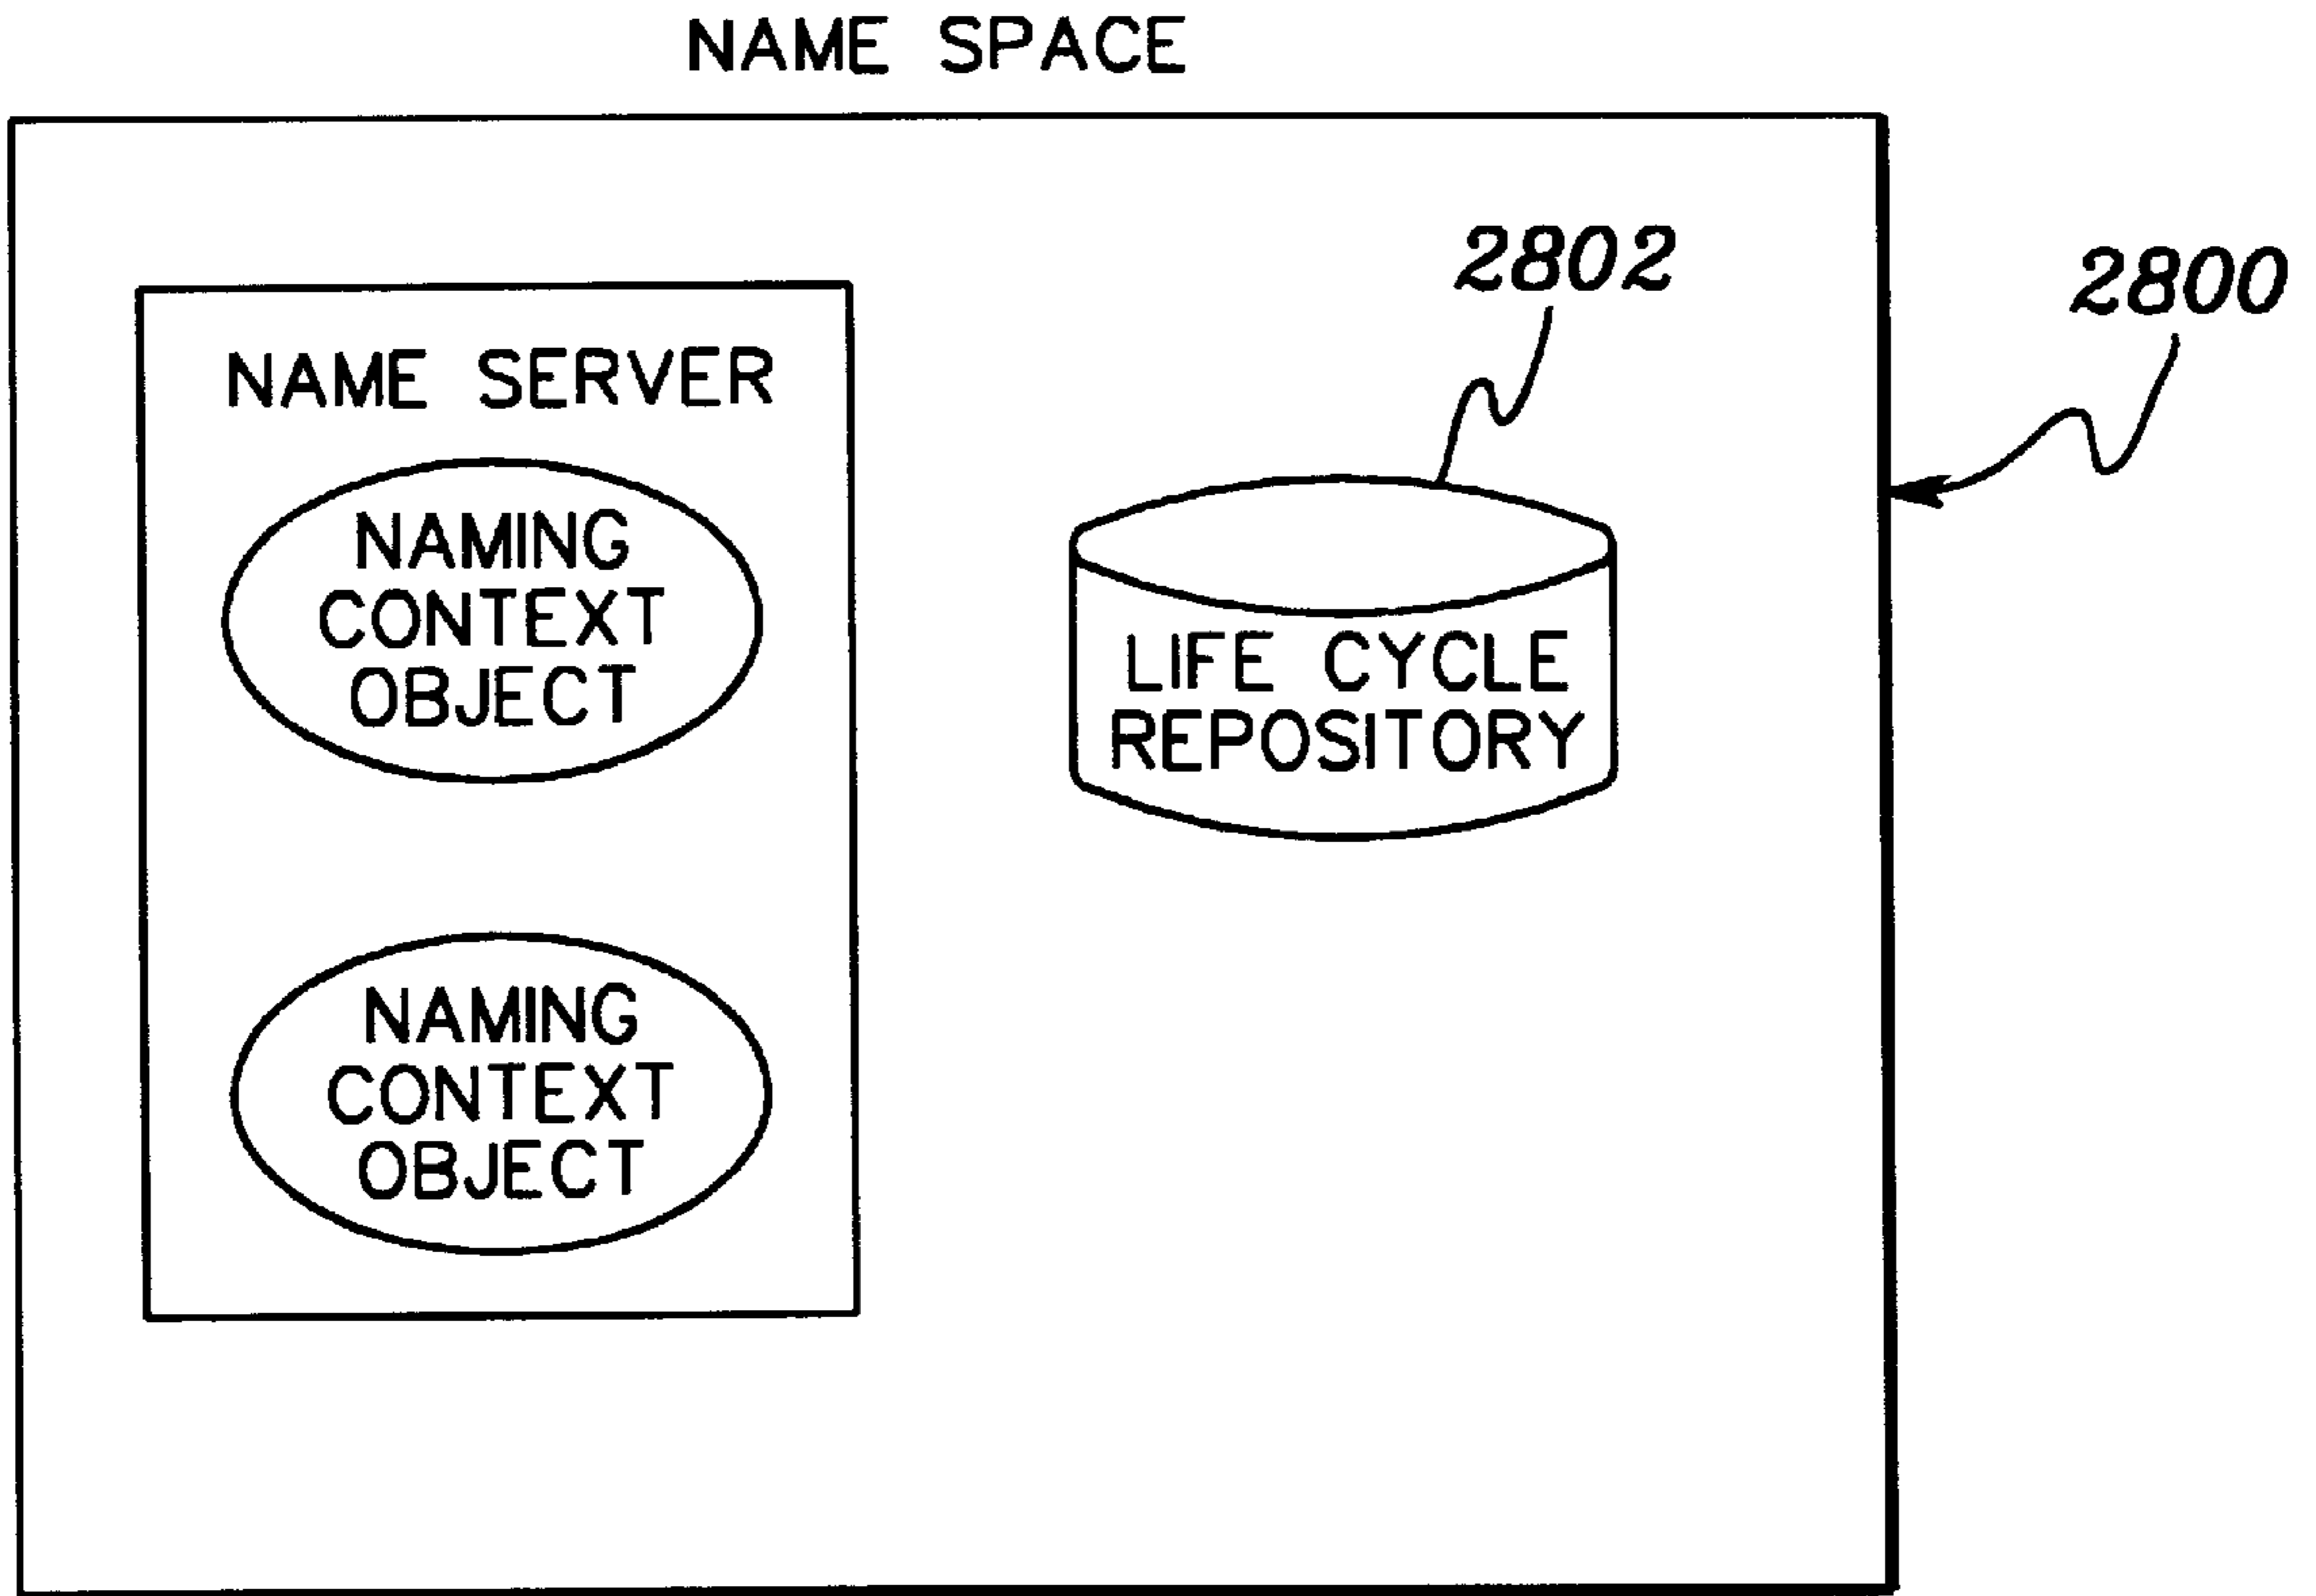 NAME SPACE
2802
2800
NAME SERVER
NAMING
CONTEXT
OBJECT
LIFE CYCLE
REPOSITORY
NAMING
CONTEXT
OBJECT